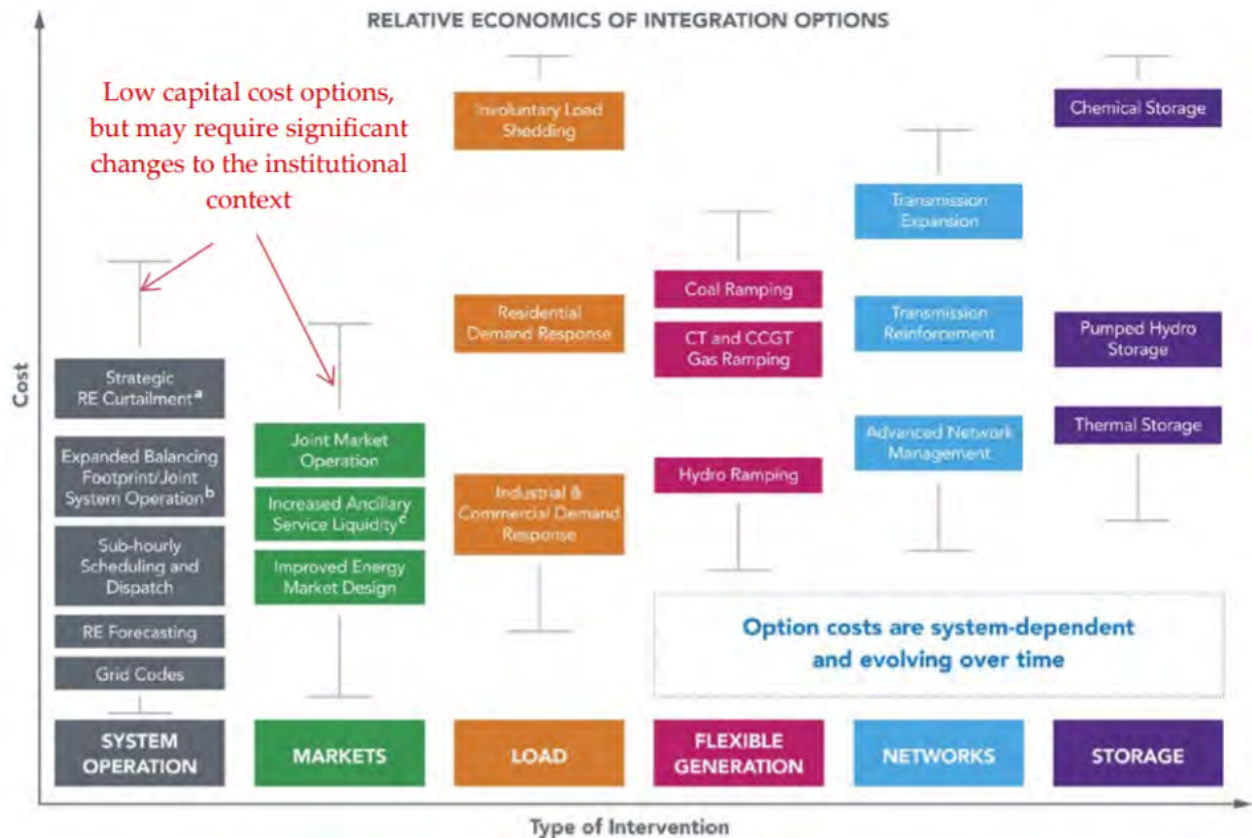 RELATIVE ECONOMICS OF INTEGRATION OPTIONS
Low capital cost options,
but may require significant
changes to the institutional
context
Cost
Strategic
RE Curtailment^a
Expanded Balancing
Footprint/Joint
System Operation^b
Sub-hourly
Scheduling and
Dispatch
RE Forecasting
Grid Codes
SYSTEM
OPERATION
Joint Market
Operation
Increased Ancillary
Service Liquidity^c
Improved Energy
Market Design
MARKETS
Involuntary Load
Shedding
Residential
Demand Response
Industrial &
Commercial Demand
Response
LOAD
Coal Ramping
CT and CCGT
Gas Ramping
Hydro Ramping
FLEXIBLE
GENERATION
Transmission
Expansion
Transmission
Reinforcement
Advanced Network
Management
NETWORKS
Chemical Storage
Pumped Hydro
Storage
Thermal Storage
STORAGE
Option costs are system-dependent
and evolving over time
Type of Intervention